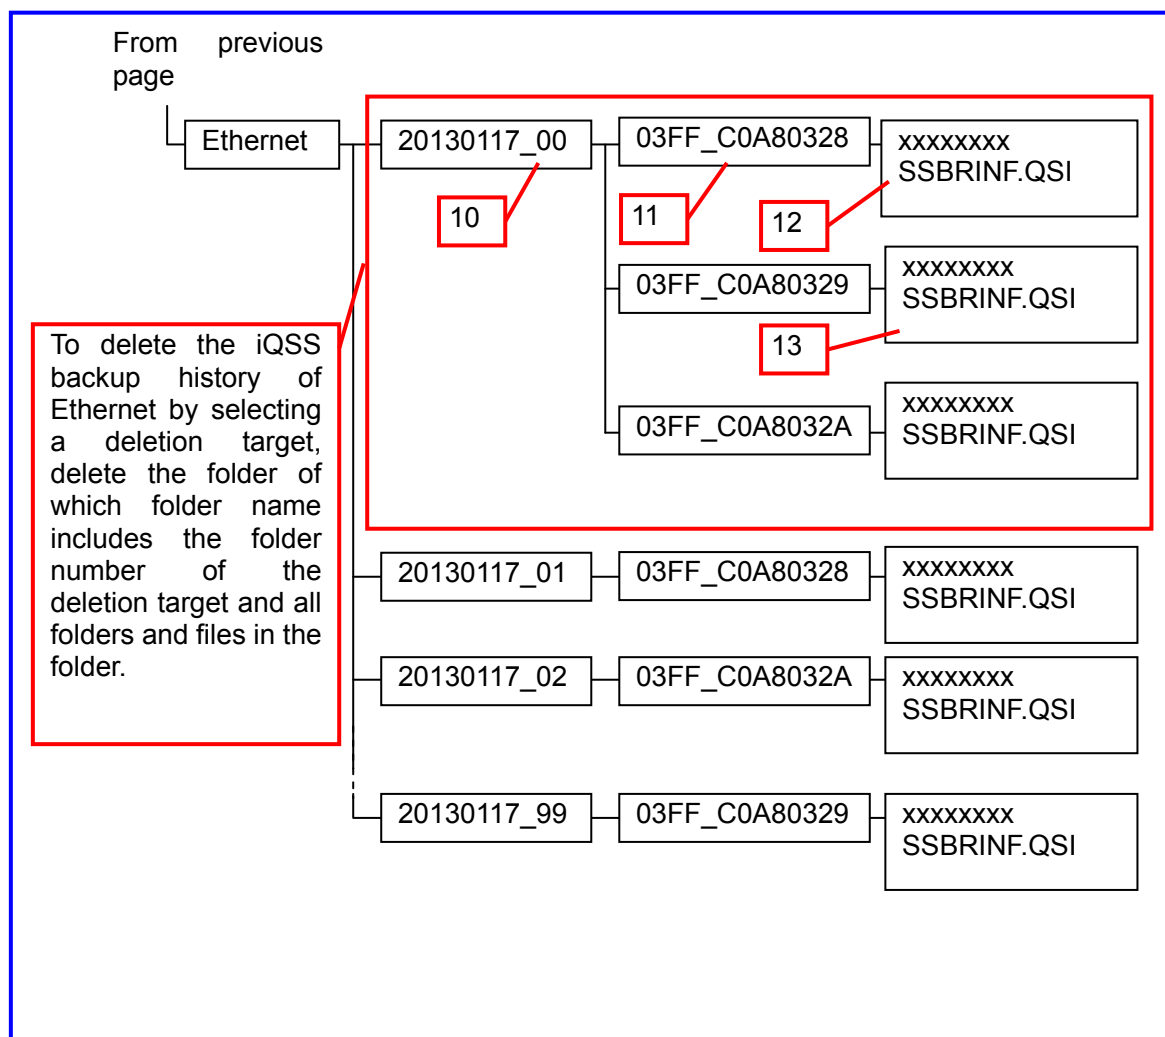 From previous
page
Ethernet
20130117_00
03FF_C0A80328
xxxxxxxx
SSBRINF.QSI
10
11
12
03FF_C0A80329
xxxxxxxx
SSBRINF.QSI
13
03FF_C0A8032A
xxxxxxxx
SSBRINF.QSI
To delete the iQSS
backup history of
Ethernet by selecting
a deletion target,
delete the folder of
which folder name
includes the folder
number of the
deletion target and all
folders and files in the
folder.
20130117_01
03FF_C0A80328
xxxxxxxx
SSBRINF.QSI
20130117_02
03FF_C0A8032A
xxxxxxxx
SSBRINF.QSI
20130117_99
03FF_C0A80329
xxxxxxxx
SSBRINF.QSI